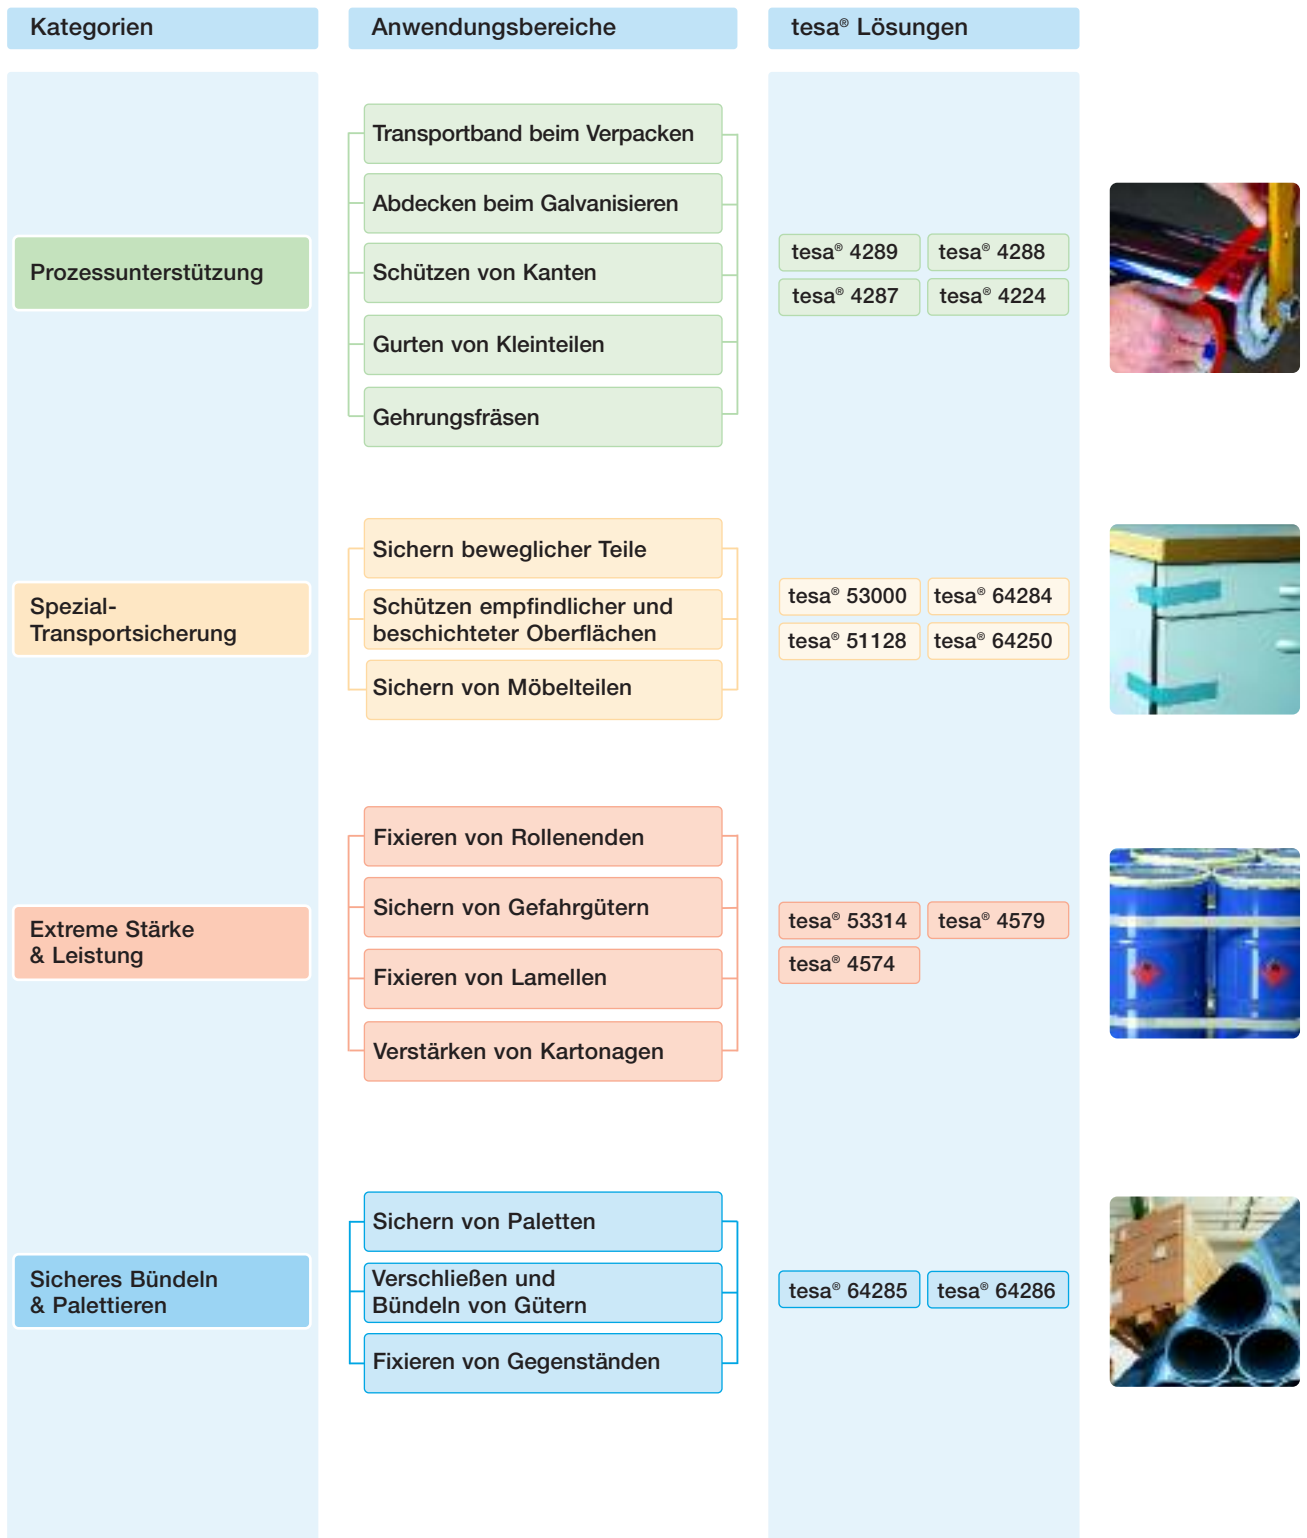 Kategorien
Anwendungsbereiche
tesa® Lösungen
Prozessunterstützung
Transportband beim Verpacken
Abdecken beim Galvanisieren
Schützen von Kanten
Gurten von Kleinteilen
Gehrungsfräsen
tesa® 4289
tesa® 4288
tesa® 4287
tesa® 4224
Spezial-
Transportsicherung
Sichern beweglicher Teile
Schützen empfindlicher und
beschichteter Oberflächen
Sichern von Möbelteilen
tesa® 53000
tesa® 64284
tesa® 51128
tesa® 64250
Extreme Stärke
& Leistung
Fixieren von Rollenenden
Sichern von Gefahrgütern
Fixieren von Lamellen
Verstärken von Kartonagen
tesa® 53314
tesa® 4579
tesa® 4574
Sicheres Bündeln
& Palettieren
Sichern von Paletten
Verschließen und
Bündeln von Gütern
Fixieren von Gegenständen
tesa® 64285
tesa® 64286